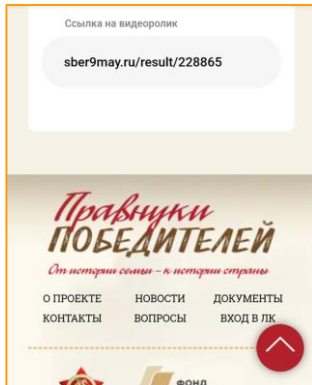 Ссылка на видеоролик
sber9may.ru/result/228865
Правнуки
ПОБЕДИТЕЛЕЙ
От истории семьи – к истории страны
О ПРОЕКТЕ НОВОСТИ ДОКУМЕНТЫ
КОНТАКТЫ ВОПРОСЫ ВХОД В ЛК
ФОНД